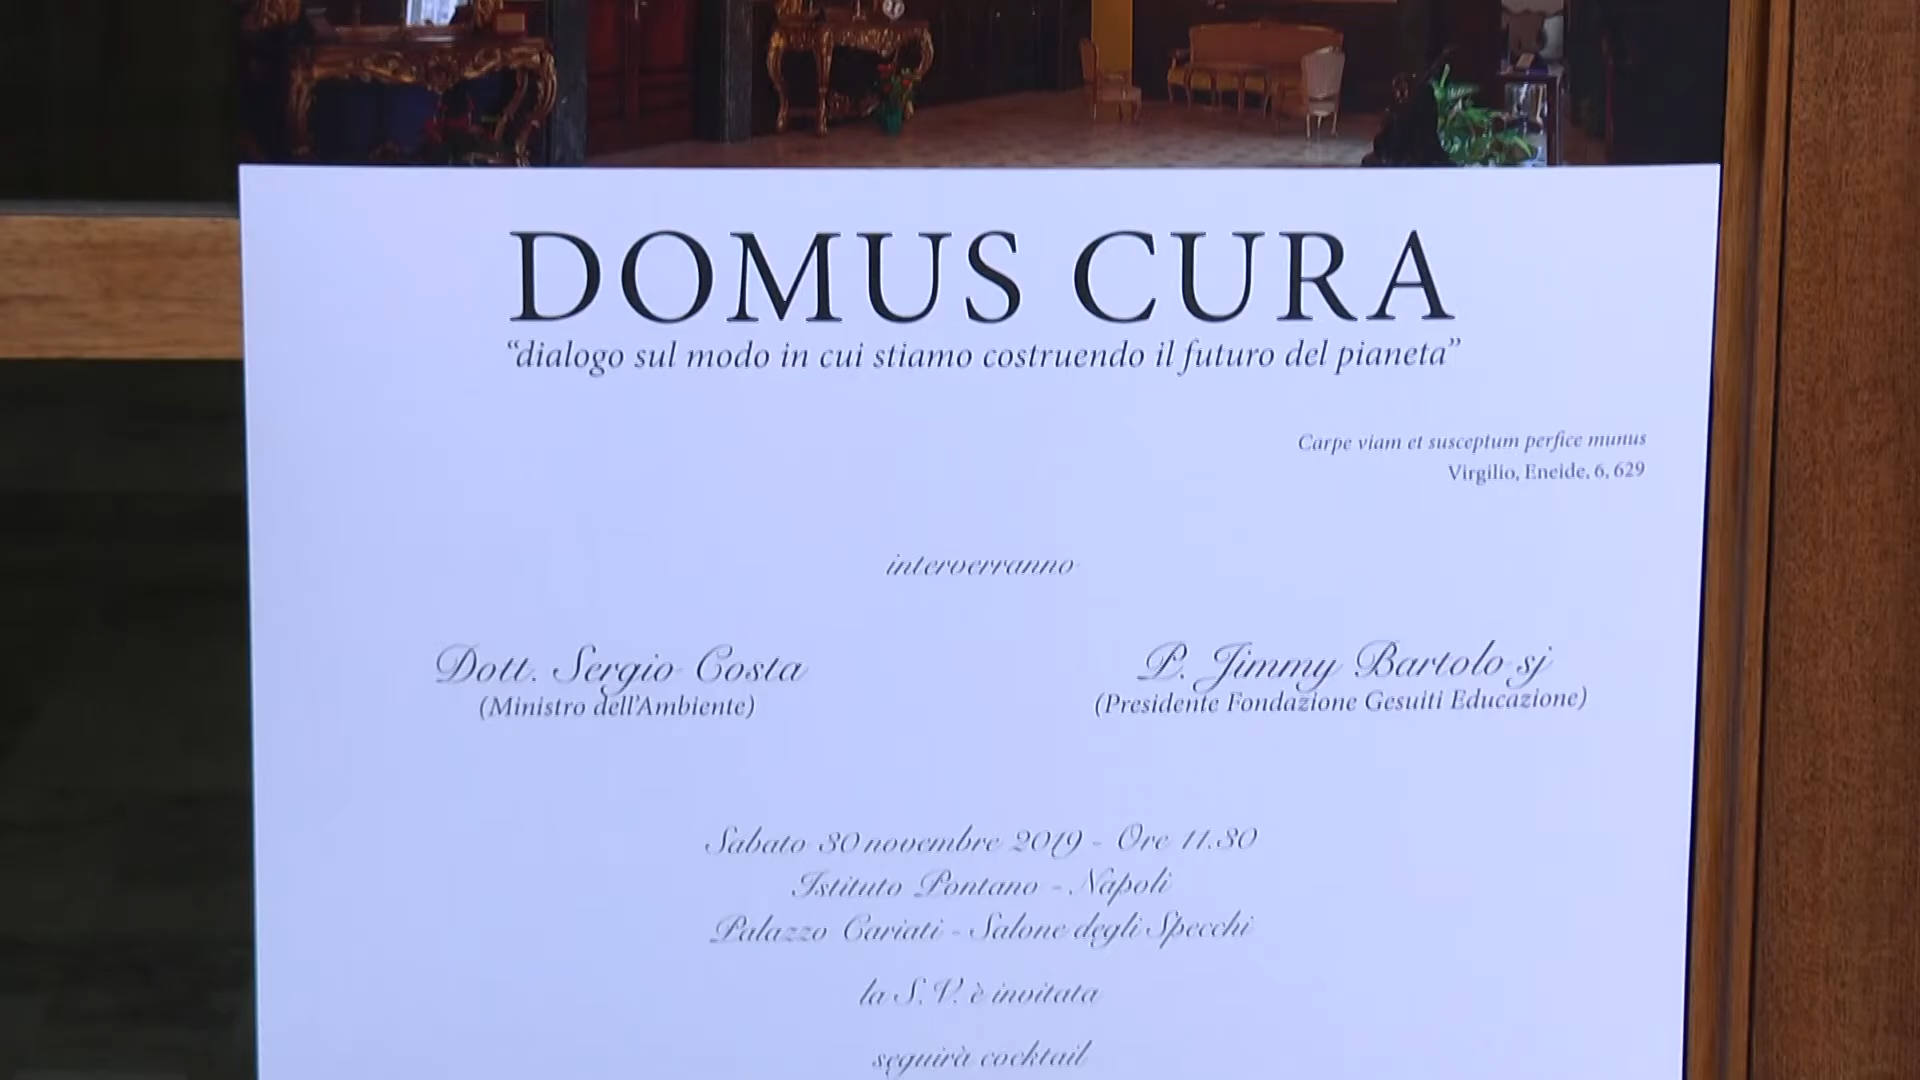 DOMUS CURA
“dialogo sul modo in cui stiamo costruendo il futuro del pianeta”
Carpe viam et susceptum perfice munus
Virgilio, Eneide, 6, 629
interverranno
Dott. Sergio Costa
(Ministro dell'Ambiente)
P. Jimmy Bartolo sj
(Presidente Fondazione Gesuiti Educazione)
Sabato 30 novembre 2019 - Ore 11.30
Istituto Pontano - Napoli
Palazzo Cariati - Salone degli Specchi
la S.V. è invitata
seguirà cocktail